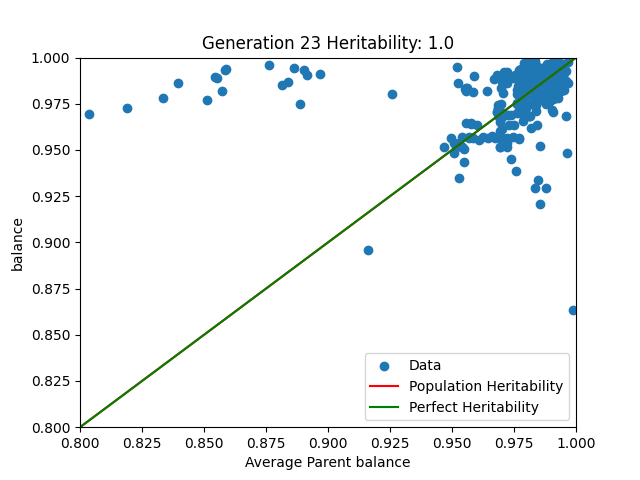 Generation 23 Heritability: 1.0
1.000
0.975
0.950
0.925
0.900
0.875
0.850
0.825
0.800
balance
Data
Population Heritability
Perfect Heritability
0.800 0.825 0.850 0.875 0.900 0.925 0.950 0.975 1.000
Average Parent balance